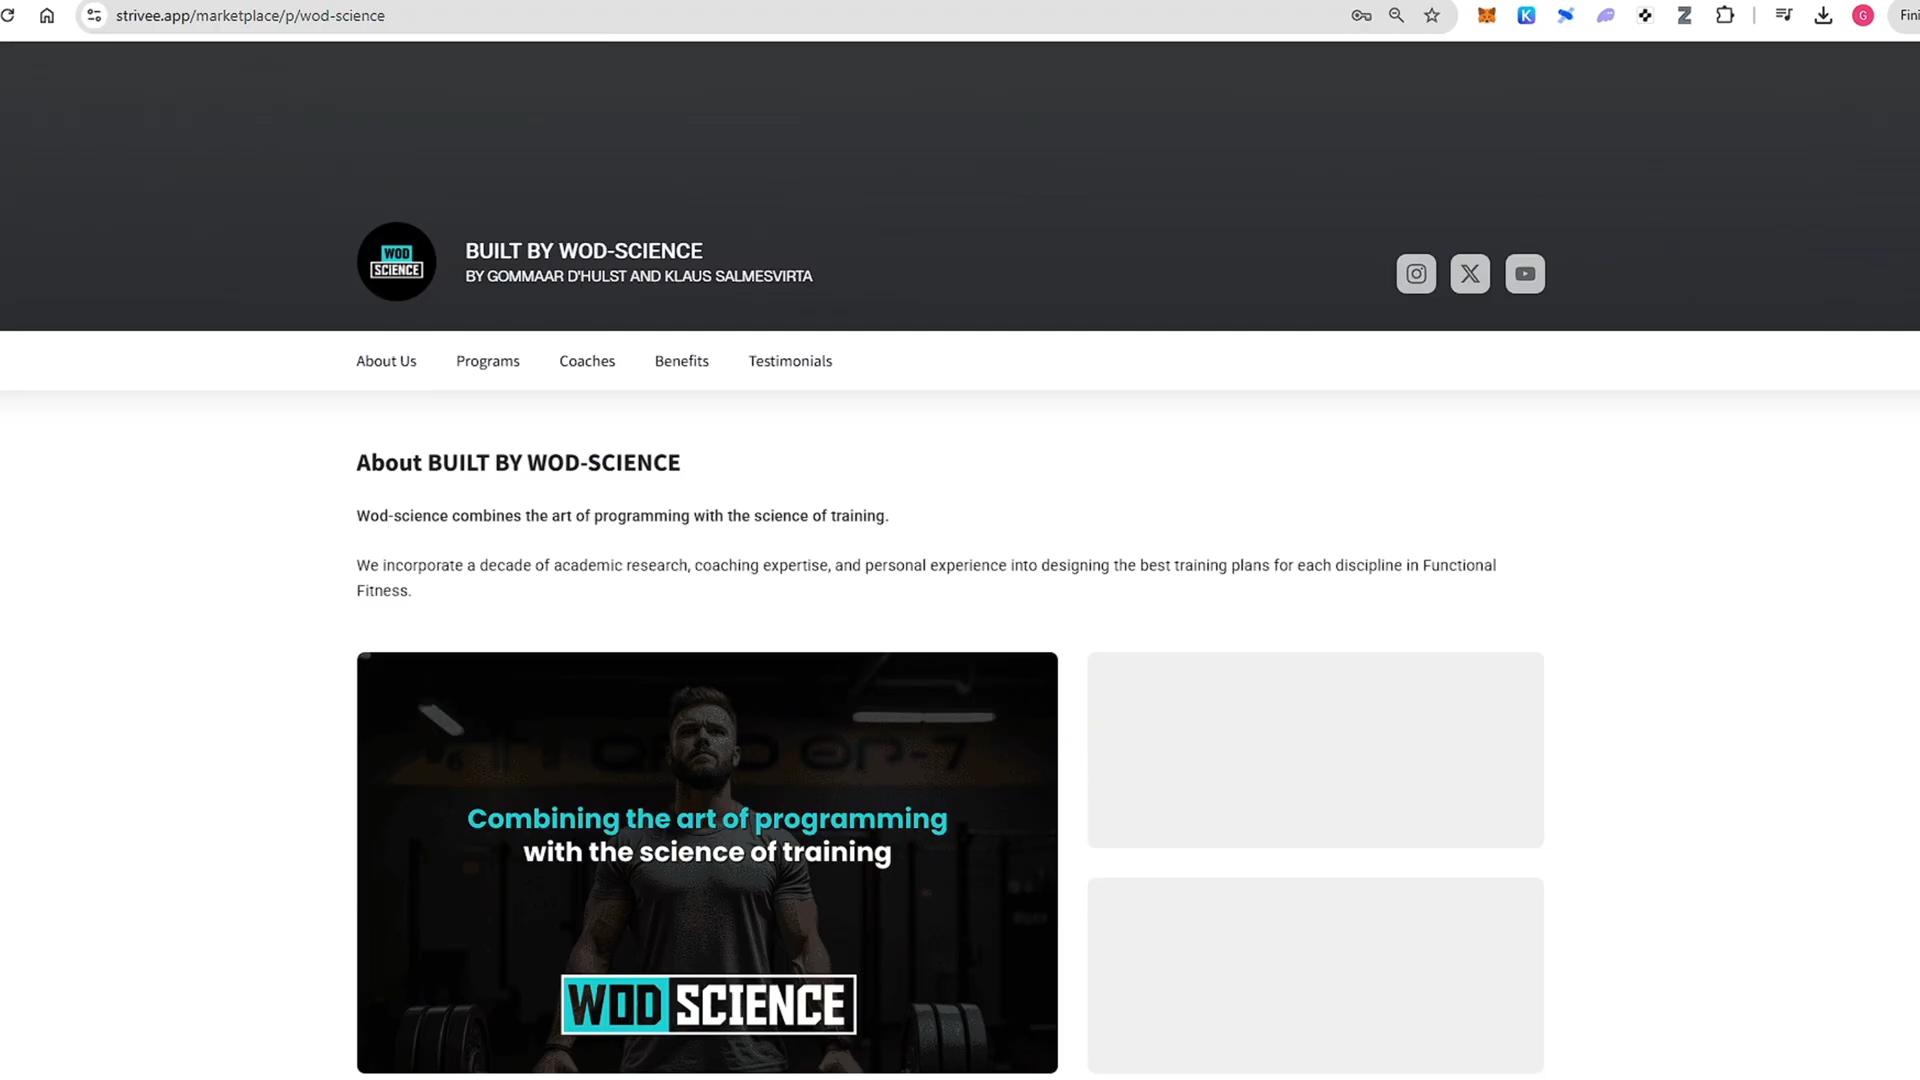 strivee.app/marketplace/p/wod-science
G
Fini
WOD
SCIENCE
BUILT BY WOD-SCIENCE
BY GOMMAAR D'HULST AND KLAUS SALMESVIRTA
About Us
Programs
Coaches
Benefits
Testimonials
About BUILT BY WOD-SCIENCE
Wod-science combines the art of programming with the science of training.
We incorporate a decade of academic research, coaching expertise, and personal experience into designing the best training plans for each discipline in Functional
Fitness.
Combining the art of programming
with the science of training
WOD SCIENCE